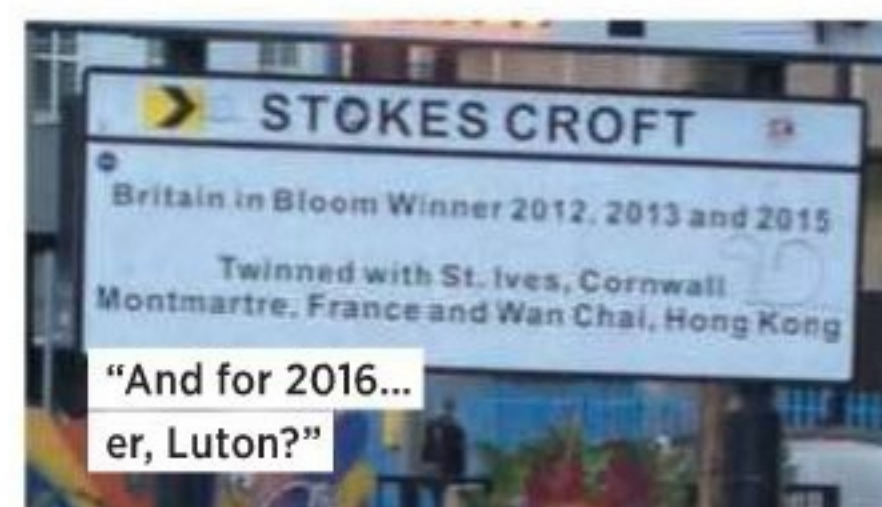 STOKES CROFT
Britain in Bloom Winner 2012, 2013 and 2015
Twinned with St. Ives, Cornwall
Montmartre, France and Wan Chai, Hong Kong
“And for 2016...
er, Luton?”